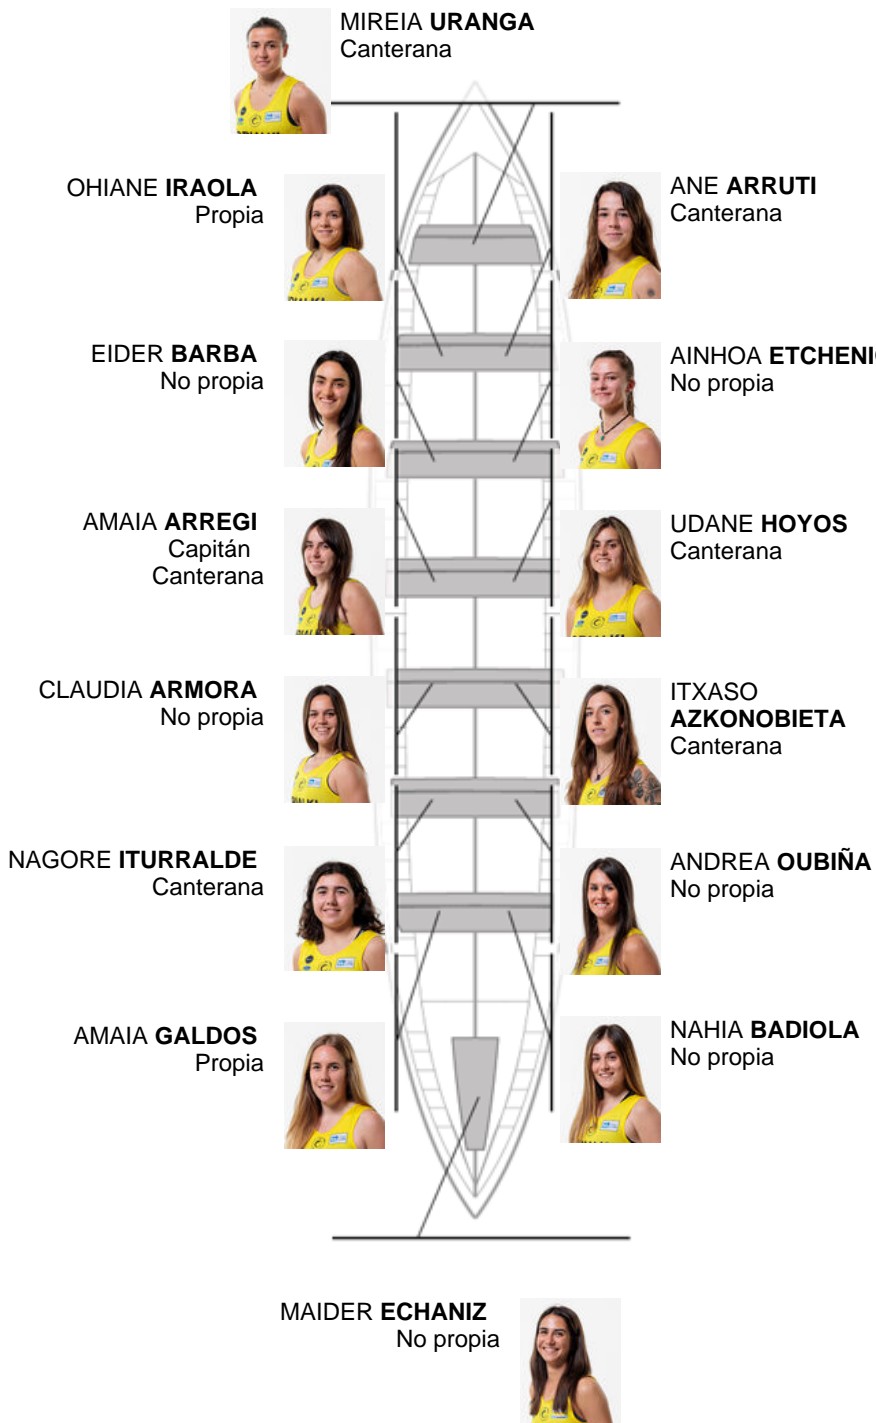 MIREIA URANGA
Canterana
OHIANE IRAOLA
Propia
ANE ARRUTI
Canterana
EIDER BARBA
No propia
AINHOA
No propia
AMAIA ARREGI
Capitán
Canterana
UDANE HOYOS
Canterana
CLAUDIA ARMORA
No propia
ITXASO
AZKONOBIETA
Canterana
NAGORE ITURRALDE
Canterana
ANDREA OUBIÑA
No propia
AMAIA GALDOS
Propia
NAHIA BADIOLA
No propia
MAIDER ECHANIZ
No propia